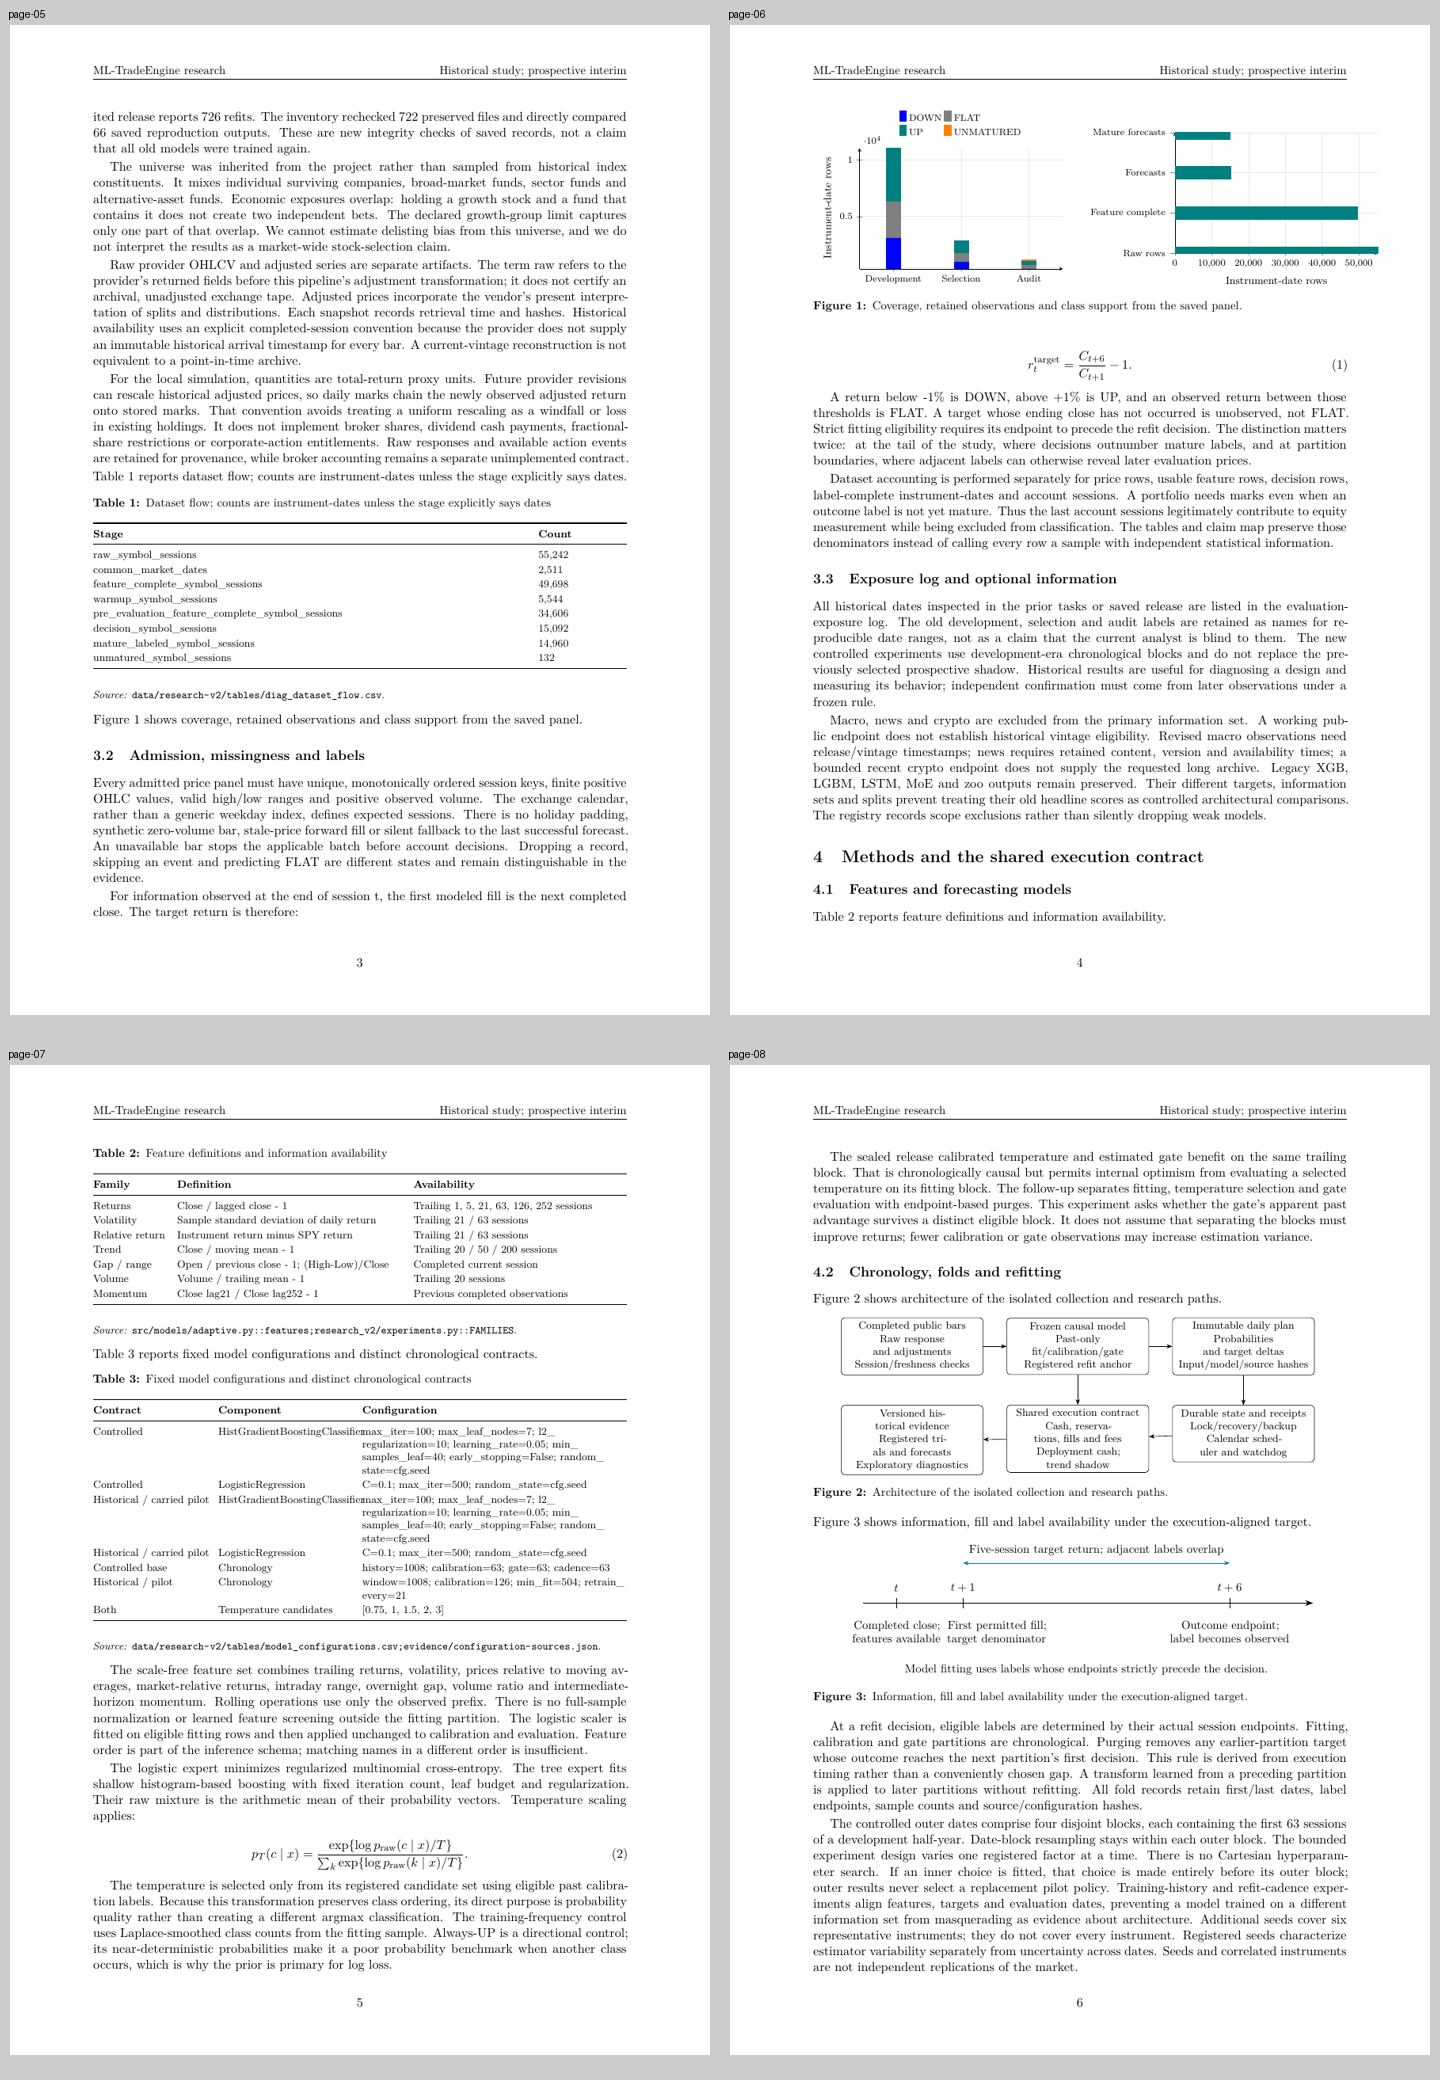 page-05
ML-TradeEngine research Historical study; prospective interim
ited release reports 726 refits. The inventory rechecked 722 preserved files and directly compared
66 saved reproduction outputs. These are new integrity checks of saved records, not a claim
that all old models were trained again.
The universe was inherited from the project rather than sampled from historical index
constituents. It mixes individual surviving companies, broad-market funds, sector funds and
alternative-asset funds. Economic exposures overlap: holding a growth stock and a fund that
contains it does not create two independent bets. The declared growth-group limit captures
only one part of that overlap. We cannot estimate delisting bias from this universe, and we do
not interpret the results as a market-wide stock-selection claim.
Raw provider OHLCV and adjusted series are separate artifacts. The term raw refers to the
provider's returned fields before this pipeline's adjustment transformation; it does not certify an
archival, unadjusted exchange tape. Adjusted prices incorporate the vendor's present interpre-
tation of splits and distributions. Each snapshot records retrieval time and hashes. Historical
availability uses an explicit completed-session convention because the provider does not supply
an immutable historical arrival timestamp for every bar. A current-vintage reconstruction is not
equivalent to a point-in-time archive.
For the local simulation, quantities are total-return proxy units. Future provider revisions
can rescale historical adjusted prices, so daily marks chain the newly observed adjusted return
onto stored marks. That convention avoids treating a uniform rescaling as a windfall or loss
in existing holdings. It does not implement broker shares, dividend cash payments, fractional-
share restrictions or corporate-action entitlements. Raw responses and available action events
are retained for provenance, while broker accounting remains a separate unimplemented contract.
Table 1 reports dataset flow; counts are instrument-dates unless the stage explicitly says dates.
Table 1: Dataset flow; counts are instrument-dates unless the stage explicitly says dates
Stage Count
raw_symbol_sessions 55,242
common_market_dates 2,511
feature_complete_symbol_sessions 49,698
warmup_symbol_sessions 5,544
pre_evaluation_feature_complete_symbol_sessions 34,606
decision_symbol_sessions 15,092
mature_labeled_symbol_sessions 14,960
unmatured_symbol_sessions 132
Source: data/research-v2/tables/diag_dataset_flow.csv.
Figure 1 shows coverage, retained observations and class support from the saved panel.
3.2 Admission, missingness and labels
Every admitted price panel must have unique, monotonically ordered session keys, finite positive
OHLC values, valid high/low ranges and positive observed volume. The exchange calendar,
rather than a generic weekday index, defines expected sessions. There is no holiday padding,
synthetic zero-volume bar, stale-price forward fill or silent fallback to the last successful forecast.
An unavailable bar stops the applicable batch before account decisions. Dropping a record,
skipping an event and predicting FLAT are different states and remain distinguishable in the
evidence.
For information observed at the end of session t, the first modeled fill is the next completed
close. The target return is therefore:
3
page-06
ML-TradeEngine research Historical study; prospective interim
DOWN FLAT
UP UNMATURED
·10⁴
1
0.5
Instrument-date rows
Development Selection Audit
Mature forecasts
Forecasts
Feature complete
Raw rows
0 10,000 20,000 30,000 40,000 50,000
Instrument-date rows
Figure 1: Coverage, retained observations and class support from the saved panel.
r_t^target = C_{t+6} / C_{t+1} − 1. (1)
A return below -1% is DOWN, above +1% is UP, and an observed return between those
thresholds is FLAT. A target whose ending close has not occurred is unobserved, not FLAT.
Strict fitting eligibility requires its endpoint to precede the refit decision. The distinction matters
twice: at the tail of the study, where decisions outnumber mature labels, and at partition
boundaries, where adjacent labels can otherwise reveal later evaluation prices.
Dataset accounting is performed separately for price rows, usable feature rows, decision rows,
label-complete instrument-dates and account sessions. A portfolio needs marks even when an
outcome label is not yet mature. Thus the last account sessions legitimately contribute to equity
measurement while being excluded from classification. The tables and claim map preserve those
denominators instead of calling every row a sample with independent statistical information.
3.3 Exposure log and optional information
All historical dates inspected in the prior tasks or saved release are listed in the evaluation-
exposure log. The old development, selection and audit labels are retained as names for re-
producible date ranges, not as a claim that the current analyst is blind to them. The new
controlled experiments use development-era chronological blocks and do not replace the pre-
viously selected prospective shadow. Historical results are useful for diagnosing a design and
measuring its behavior; independent confirmation must come from later observations under a
frozen rule.
Macro, news and crypto are excluded from the primary information set. A working pub-
lic endpoint does not establish historical vintage eligibility. Revised macro observations need
release/vintage timestamps; news requires retained content, version and availability times; a
bounded recent crypto endpoint does not supply the requested long archive. Legacy XGB,
LGBM, LSTM, MoE and zoo outputs remain preserved. Their different targets, information
sets and splits prevent treating their old headline scores as controlled architectural comparisons.
The registry records scope exclusions rather than silently dropping weak models.
4 Methods and the shared execution contract
4.1 Features and forecasting models
Table 2 reports feature definitions and information availability.
4
page-07
ML-TradeEngine research Historical study; prospective interim
Table 2: Feature definitions and information availability
Family Definition Availability
Returns Close / lagged close - 1 Trailing 1, 5, 21, 63, 126, 252 sessions
Volatility Sample standard deviation of daily return Trailing 21 / 63 sessions
Relative return Instrument return minus SPY return Trailing 21 / 63 sessions
Trend Close / moving mean - 1 Trailing 20 / 50 / 200 sessions
Gap / range Open / previous close - 1; (High-Low)/Close Completed current session
Volume Volume / trailing mean - 1 Trailing 20 sessions
Momentum Close lag21 / Close lag252 - 1 Previous completed observations
Source: src/models/adaptive.py::features;research_v2/experiments.py::FAMILIES.
Table 3 reports fixed model configurations and distinct chronological contracts.
Table 3: Fixed model configurations and distinct chronological contracts
Contract Component Configuration
Controlled HistGradientBoostingClassifier max_iter=100; max_leaf_nodes=7; l2_
regularization=10; learning_rate=0.05; min_
samples_leaf=40; early_stopping=False; random_
state=cfg.seed
Controlled LogisticRegression C=0.1; max_iter=500; random_state=cfg.seed
Historical / carried pilot HistGradientBoostingClassifier max_iter=100; max_leaf_nodes=7; l2_
regularization=10; learning_rate=0.05; min_
samples_leaf=40; early_stopping=False; random_
state=cfg.seed
Historical / carried pilot LogisticRegression C=0.1; max_iter=500; random_state=cfg.seed
Controlled base Chronology history=1008; calibration=63; gate=63; cadence=63
Historical / pilot Chronology window=1008; calibration=126; min_fit=504; retrain_
every=21
Both Temperature candidates [0.75, 1, 1.5, 2, 3]
Source: data/research-v2/tables/model_configurations.csv;evidence/configuration-sources.json.
The scale-free feature set combines trailing returns, volatility, prices relative to moving av-
erages, market-relative returns, intraday range, overnight gap, volume ratio and intermediate-
horizon momentum. Rolling operations use only the observed prefix. There is no full-sample
normalization or learned feature screening outside the fitting partition. The logistic scaler is
fitted on eligible fitting rows and then applied unchanged to calibration and evaluation. Feature
order is part of the inference schema; matching names in a different order is insufficient.
The logistic expert minimizes regularized multinomial cross-entropy. The tree expert fits
shallow histogram-based boosting with fixed iteration count, leaf budget and regularization.
Their raw mixture is the arithmetic mean of their probability vectors. Temperature scaling
applies:
p_T(c | x) = exp{log p_raw(c | x)/T} / ∑_k exp{log p_raw(k | x)/T}. (2)
The temperature is selected only from its registered candidate set using eligible past calibra-
tion labels. Because this transformation preserves class ordering, its direct purpose is probability
quality rather than creating a different argmax classification. The training-frequency control
uses Laplace-smoothed class counts from the fitting sample. Always-UP is a directional control;
its near-deterministic probabilities make it a poor probability benchmark when another class
occurs, which is why the prior is primary for log loss.
5
page-08
ML-TradeEngine research Historical study; prospective interim
The sealed release calibrated temperature and estimated gate benefit on the same trailing
block. That is chronologically causal but permits internal optimism from evaluating a selected
temperature on its fitting block. The follow-up separates fitting, temperature selection and gate
evaluation with endpoint-based purges. This experiment asks whether the gate's apparent past
advantage survives a distinct eligible block. It does not assume that separating the blocks must
improve returns; fewer calibration or gate observations may increase estimation variance.
4.2 Chronology, folds and refitting
Figure 2 shows architecture of the isolated collection and research paths.
Completed public bars
Raw response
and adjustments
Session/freshness checks
Frozen causal model
Past-only
fit/calibration/gate
Registered refit anchor
Immutable daily plan
Probabilities
and target deltas
Input/model/source hashes
Versioned his-
torical evidence
Registered tri-
als and forecasts
Exploratory diagnostics
Shared execution contract
Cash, reserva-
tions, fills and fees
Deployment cash;
trend shadow
Durable state and receipts
Lock/recovery/backup
Calendar sched-
uler and watchdog
Figure 2: Architecture of the isolated collection and research paths.
Figure 3 shows information, fill and label availability under the execution-aligned target.
Five-session target return; adjacent labels overlap
t t + 1 t + 6
Completed close; First permitted fill; Outcome endpoint;
features available target denominator label becomes observed
Model fitting uses labels whose endpoints strictly precede the decision.
Figure 3: Information, fill and label availability under the execution-aligned target.
At a refit decision, eligible labels are determined by their actual session endpoints. Fitting,
calibration and gate partitions are chronological. Purging removes any earlier-partition target
whose outcome reaches the next partition's first decision. This rule is derived from execution
timing rather than a conveniently chosen gap. A transform learned from a preceding partition
is applied to later partitions without refitting. All fold records retain first/last dates, label
endpoints, sample counts and source/configuration hashes.
The controlled outer dates comprise four disjoint blocks, each containing the first 63 sessions
of a development half-year. Date-block resampling stays within each outer block. The bounded
experiment design varies one registered factor at a time. There is no Cartesian hyperparam-
eter search. If an inner choice is fitted, that choice is made entirely before its outer block;
outer results never select a replacement pilot policy. Training-history and refit-cadence exper-
iments align features, targets and evaluation dates, preventing a model trained on a different
information set from masquerading as evidence about architecture. Additional seeds cover six
representative instruments; they do not cover every instrument. Registered seeds characterize
estimator variability separately from uncertainty across dates. Seeds and correlated instruments
are not independent replications of the market.
6